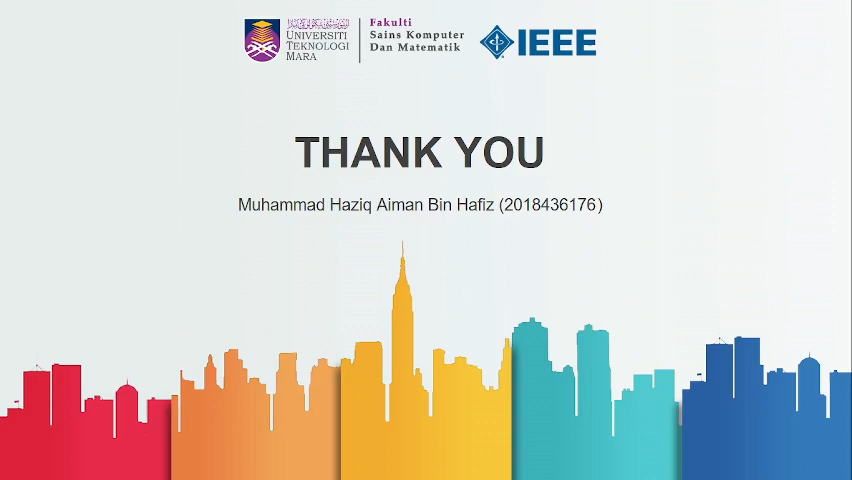 UNIVERSITI
TEKNOLOGI
MARA
Fakulti
Sains Komputer
Dan Matematik
IEEE
THANK YOU
Muhammad Haziq Aiman Bin Hafiz (2018436176)